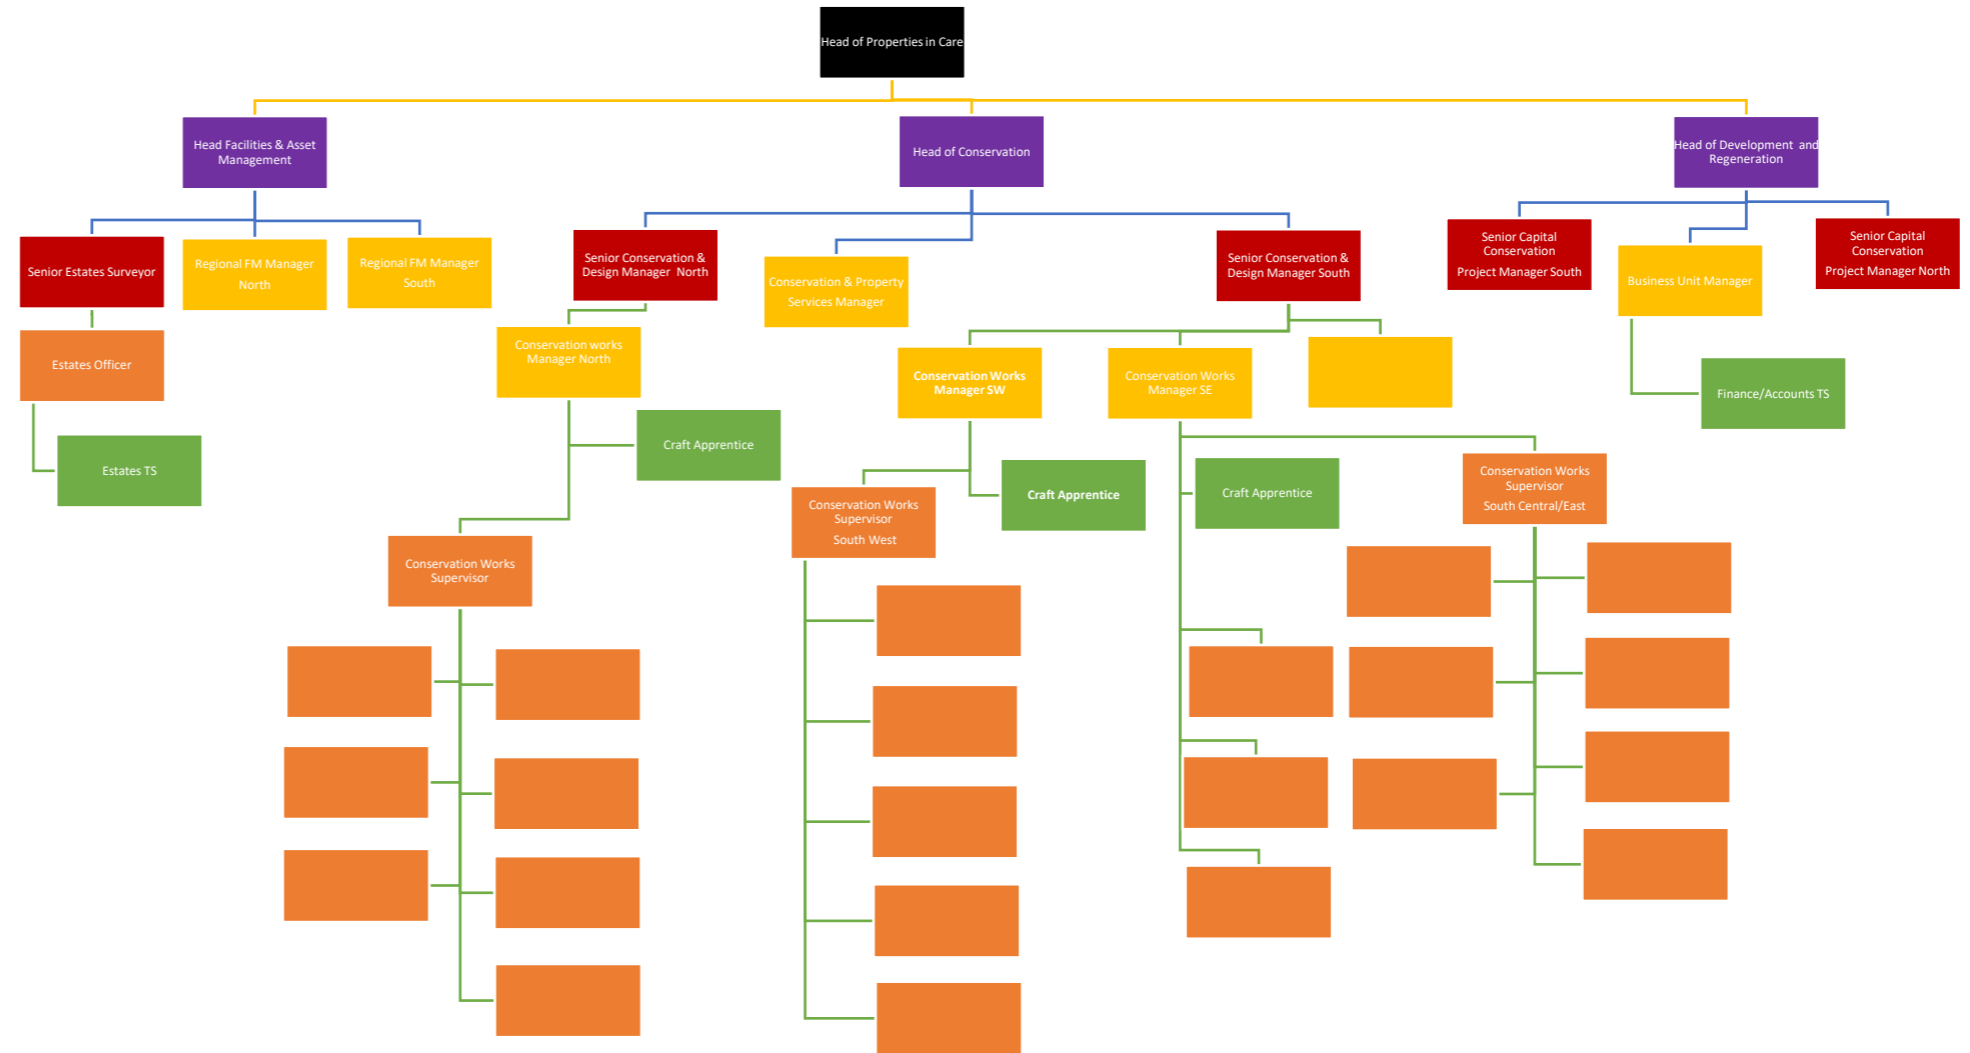 Head of Properties in Care
Head Facilities & Asset
Management
Head of Conservation
Head of Development and
Regeneration
Senior Estates Surveyor
Regional FM Manager
North
Regional FM Manager
South
Senior Conservation &
Design Manager North
Conservation & Property
Services Manager
Senior Conservation &
Design Manager South
Senior Capital
Conservation
Project Manager South
Business Unit Manager
Senior Capital
Conservation
Project Manager North
Estates Officer
Conservation works
Manager North
Conservation Works
Manager SW
Conservation Works
Manager SE
Finance/Accounts TS
Estates TS
Craft Apprentice
Conservation Works
Supervisor
South West
Craft Apprentice
Craft Apprentice
Conservation Works
Supervisor
South Central/East
Conservation Works
Supervisor